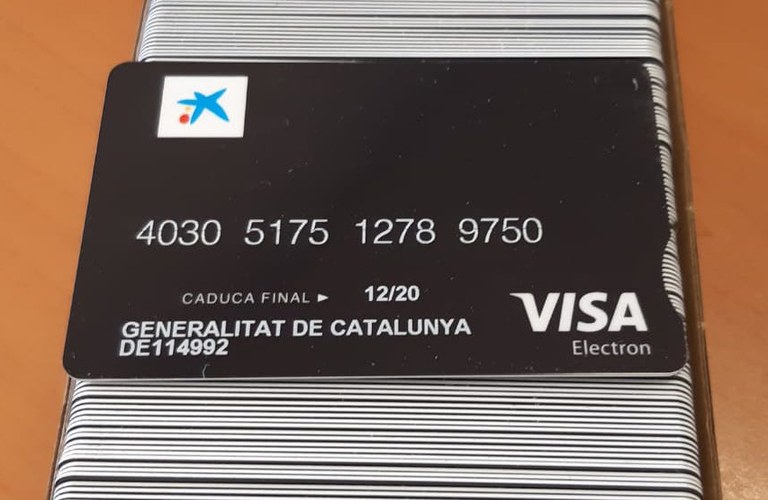 4030 5175 1278 9750
CADUCA FINAL ► 12/20
GENERALITAT DE CATALUNYA
DE114992
VISA
Electron